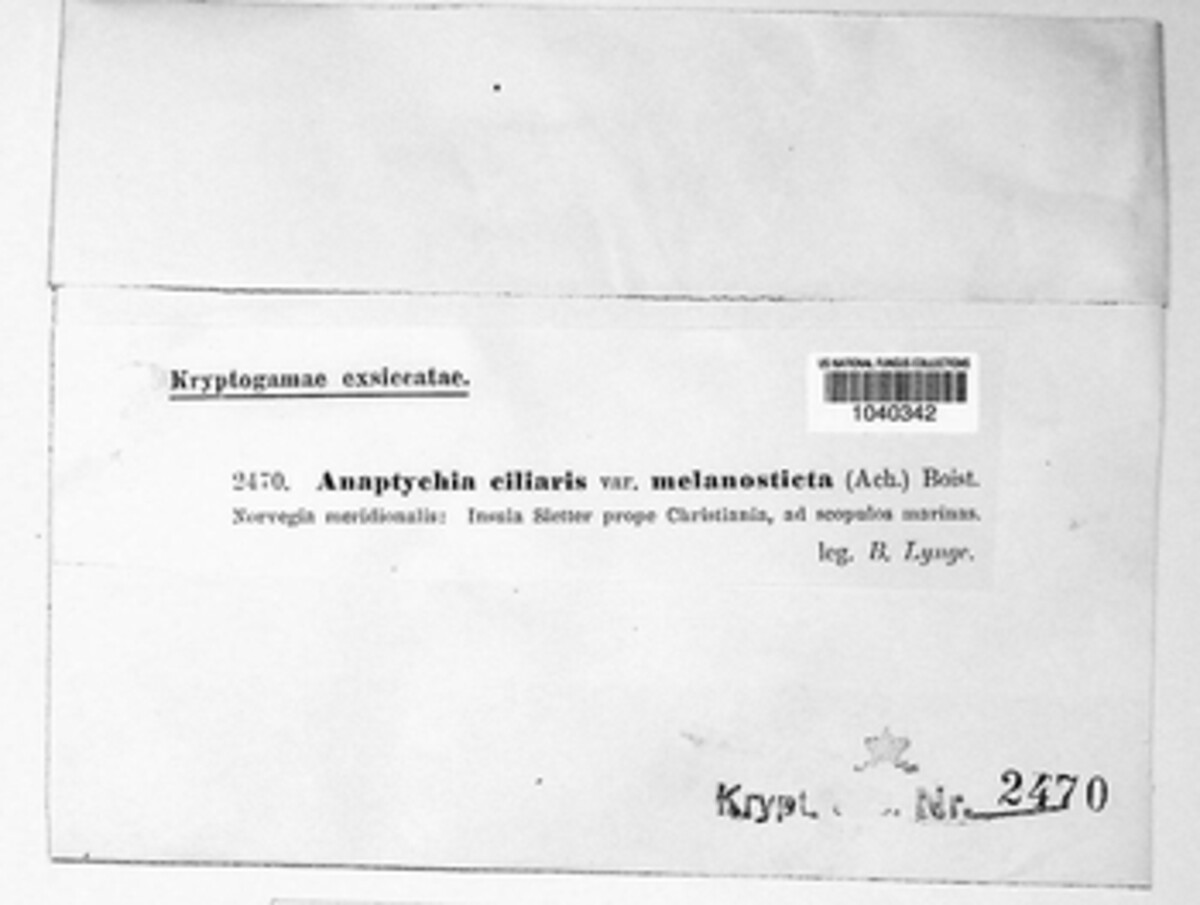 Kryptogamae exsiccatae.
US NATIONAL FUNGUS COLLECTIONS
1040342
2470. Anaptychia ciliaris var. melanosticta (Ach.) Boist.
Norvegia meridionalis: Insula Sletter prope Christiania, ad scopulos marinas.
leg. B. Lynge.
Krypt. Nr. 2470